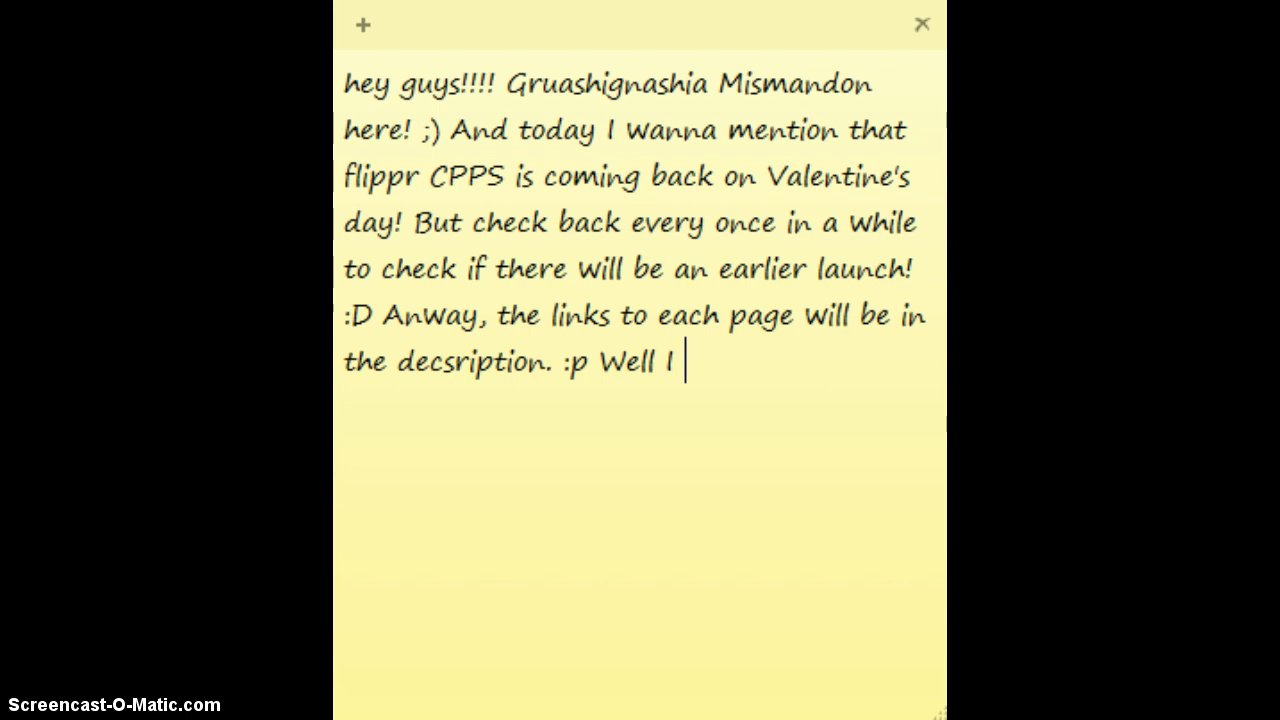 hey guys!!!! Gruashignashia Mismandon
here! ;) And today I wanna mention that
flippr CPPS is coming back on Valentine's
day! But check back every once in a while
to check if there will be an earlier launch!
:D AnWay, the links to each page will be in
the decsription. :p Well I
Screencast-O-Matic.com